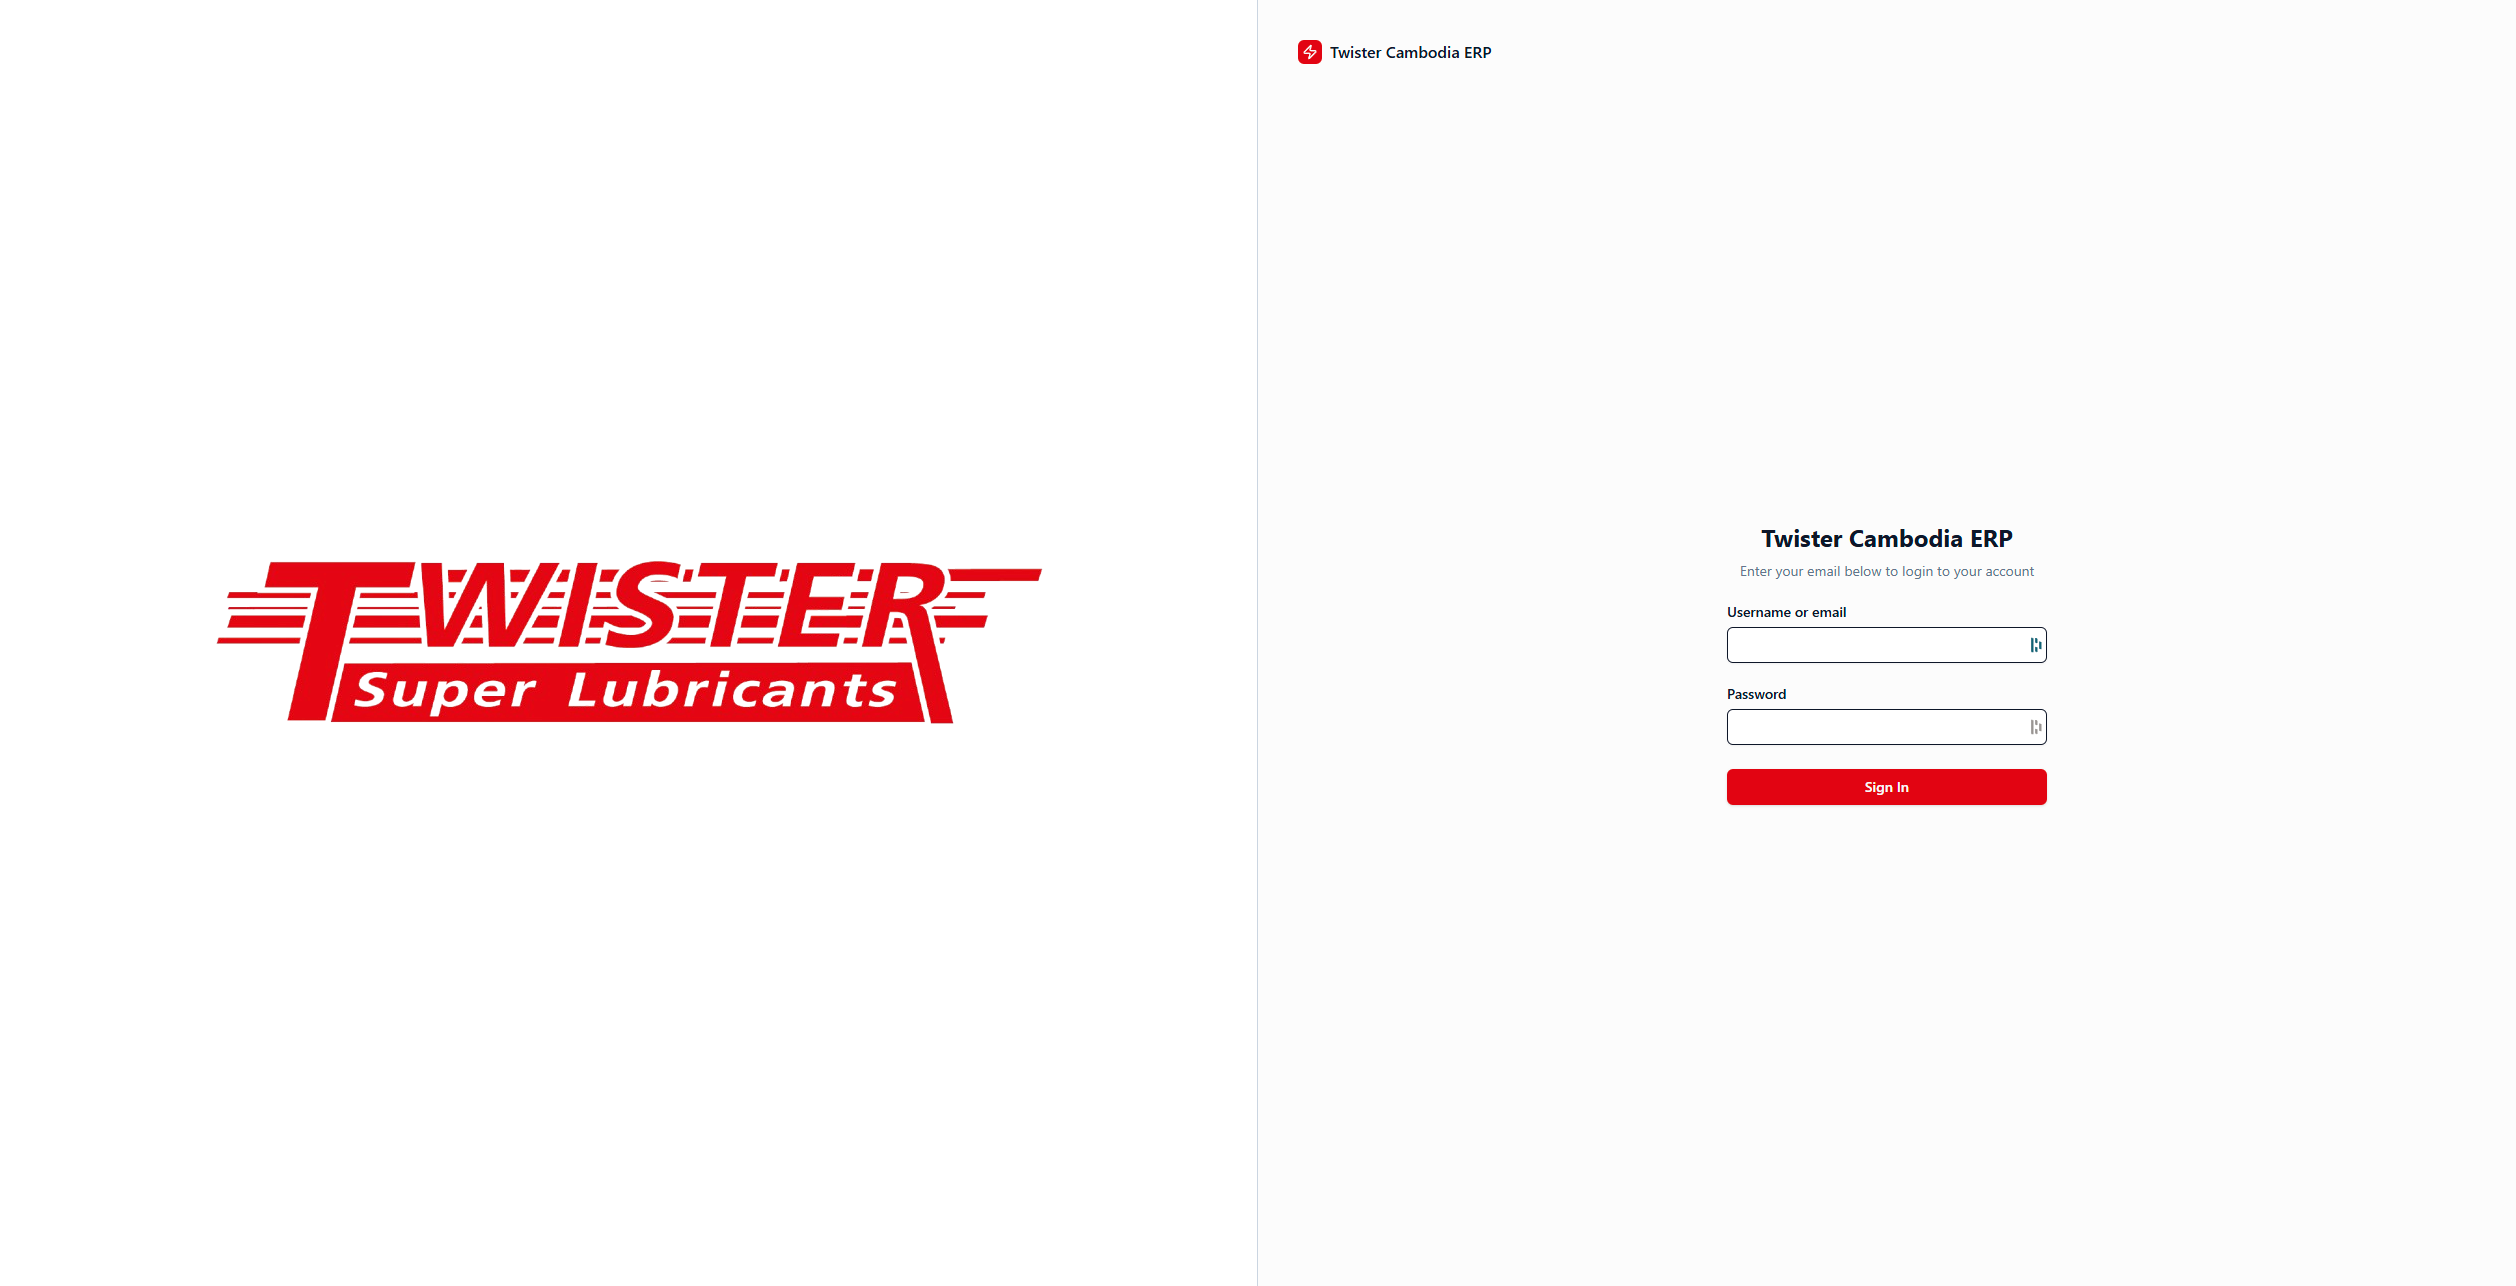 TWISTER
Super Lubricants
Twister Cambodia ERP
Twister Cambodia ERP
Enter your email below to login to your account
Username or email
Password
Sign In